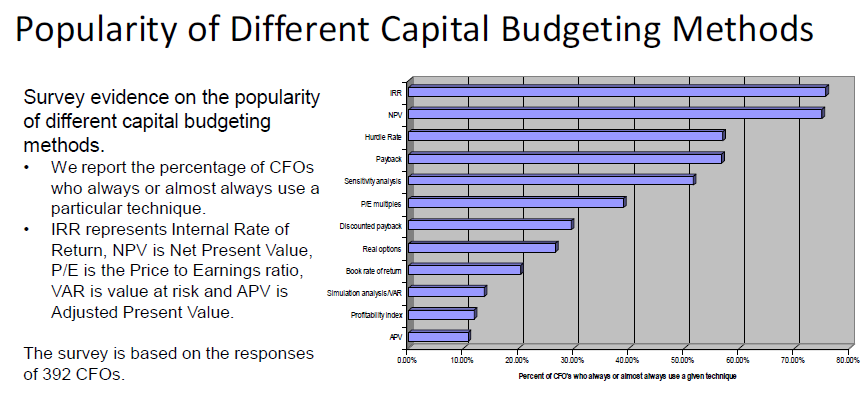 Popularity of Different Capital Budgeting Methods
Survey evidence on the popularity
of different capital budgeting
methods.
• We report the percentage of CFOs
who always or almost always use a
particular technique.
• IRR represents Internal Rate of
Return, NPV is Net Present Value,
P/E is the Price to Earnings ratio,
VAR is value at risk and APV is
Adjusted Present Value.
The survey is based on the responses
of 392 CFOs.
IRR
NPV
Hurdle Rate
Payback
Sensitivity analysis
P/E multiples
Discounted payback
Real options
Book rate of return
Simulation analysis/VAR
Profitability index
APV
0.00% 10.00% 20.00% 30.00% 40.00% 50.00% 60.00% 70.00% 80.00%
Percent of CFO's who always or almost always use a given technique